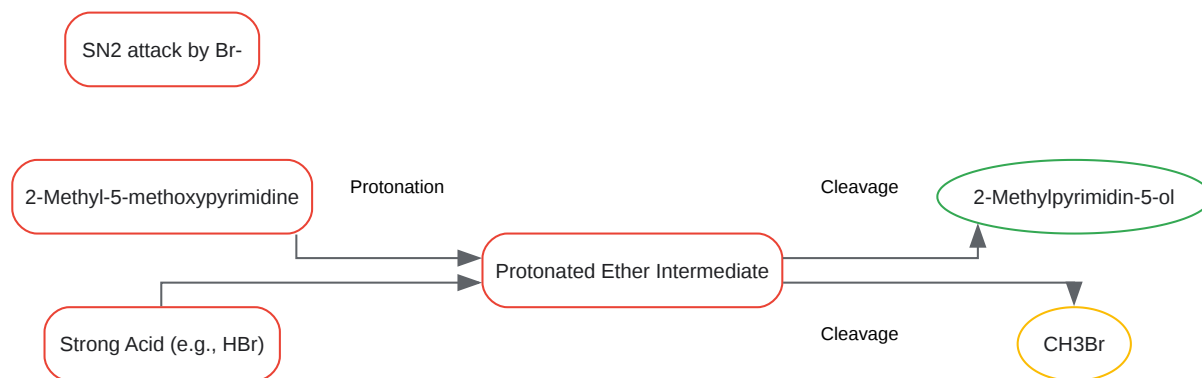 SN2 attack by Br-
2-Methyl-5-methoxypyrimidine
Protonation
Cleavage
2-Methylpyrimidin-5-ol
Protonated Ether Intermediate
Strong Acid (e.g., HBr)
Cleavage
CH3Br